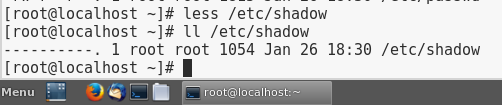 [root@localhost ~]# less /etc/shadow
[root@localhost ~]# ll /etc/shadow
----------. 1 root root 1054 Jan 26 18:30 /etc/shadow
[root@localhost ~]#
Menu root@localhost:~